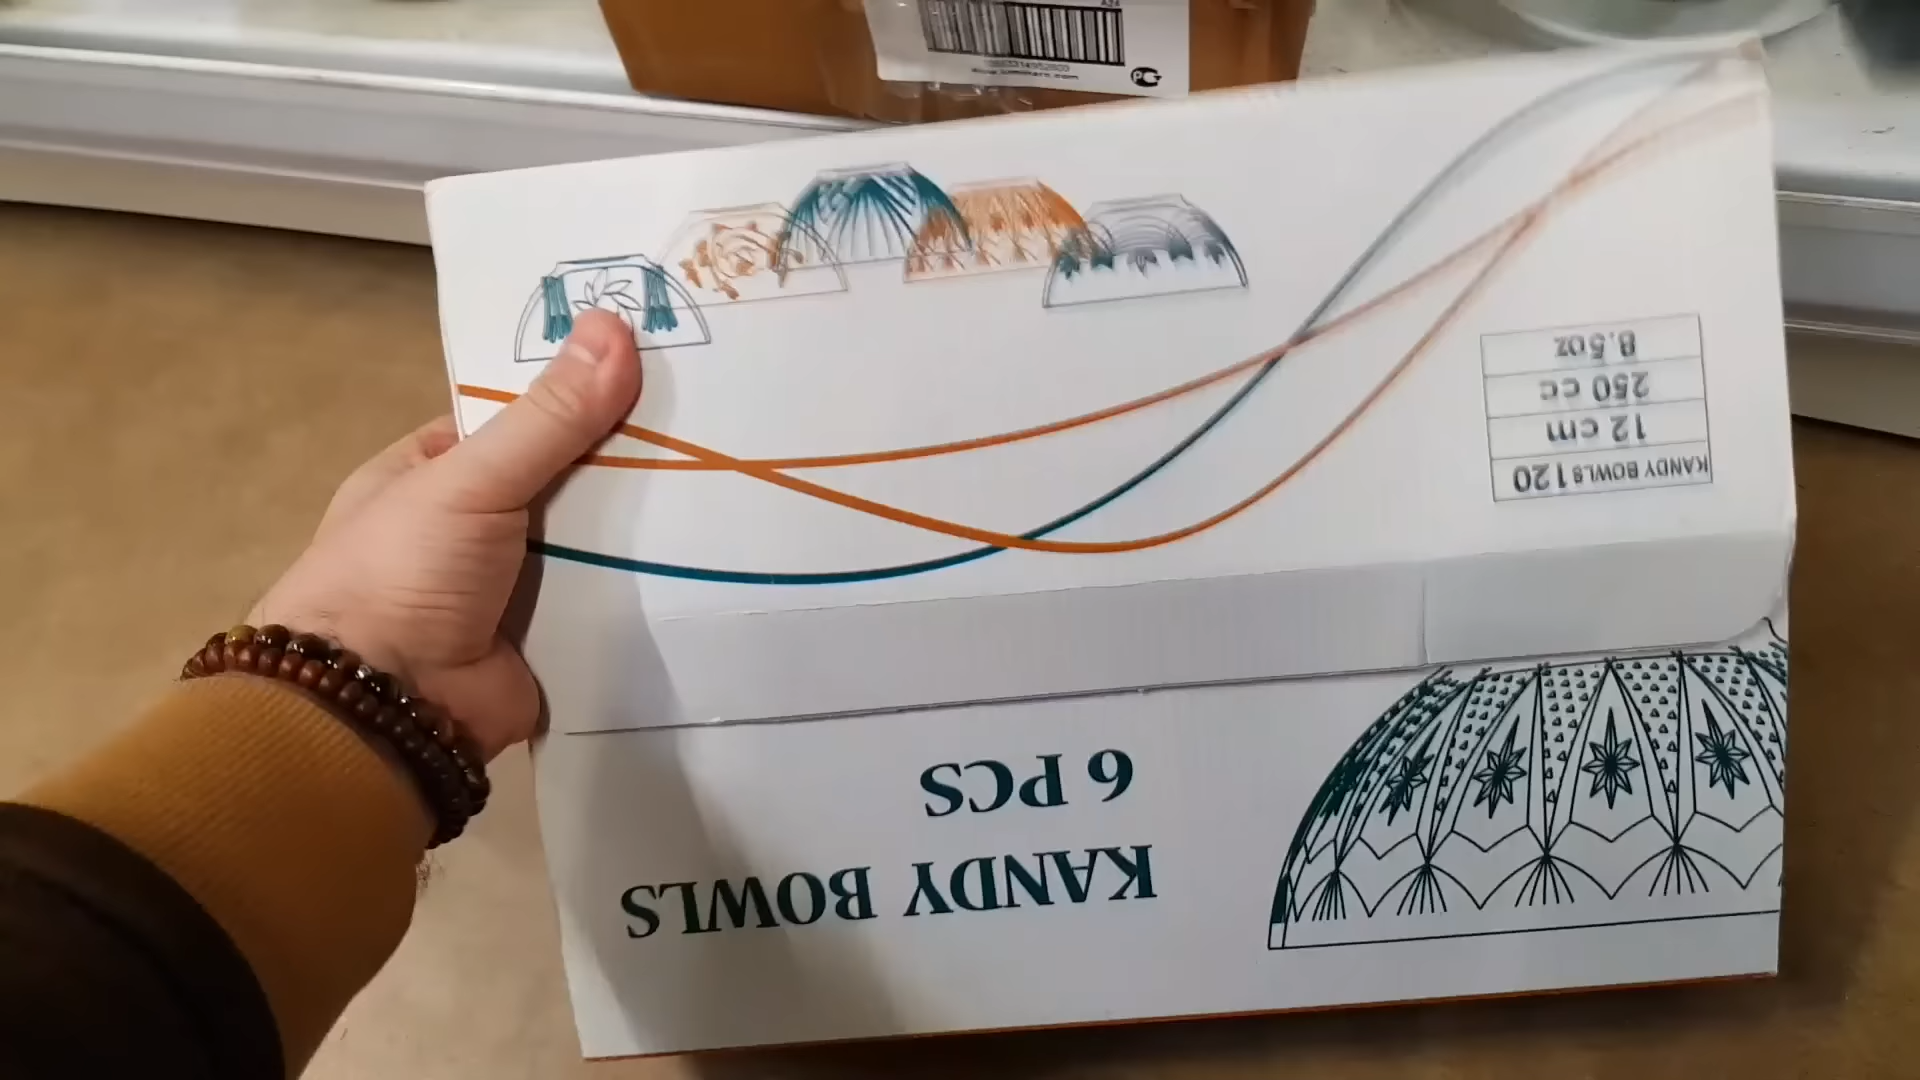 KANDY BOWLS
6 PCS
KANDY BOWLS 120
12 cm
250 cc
8.5oz